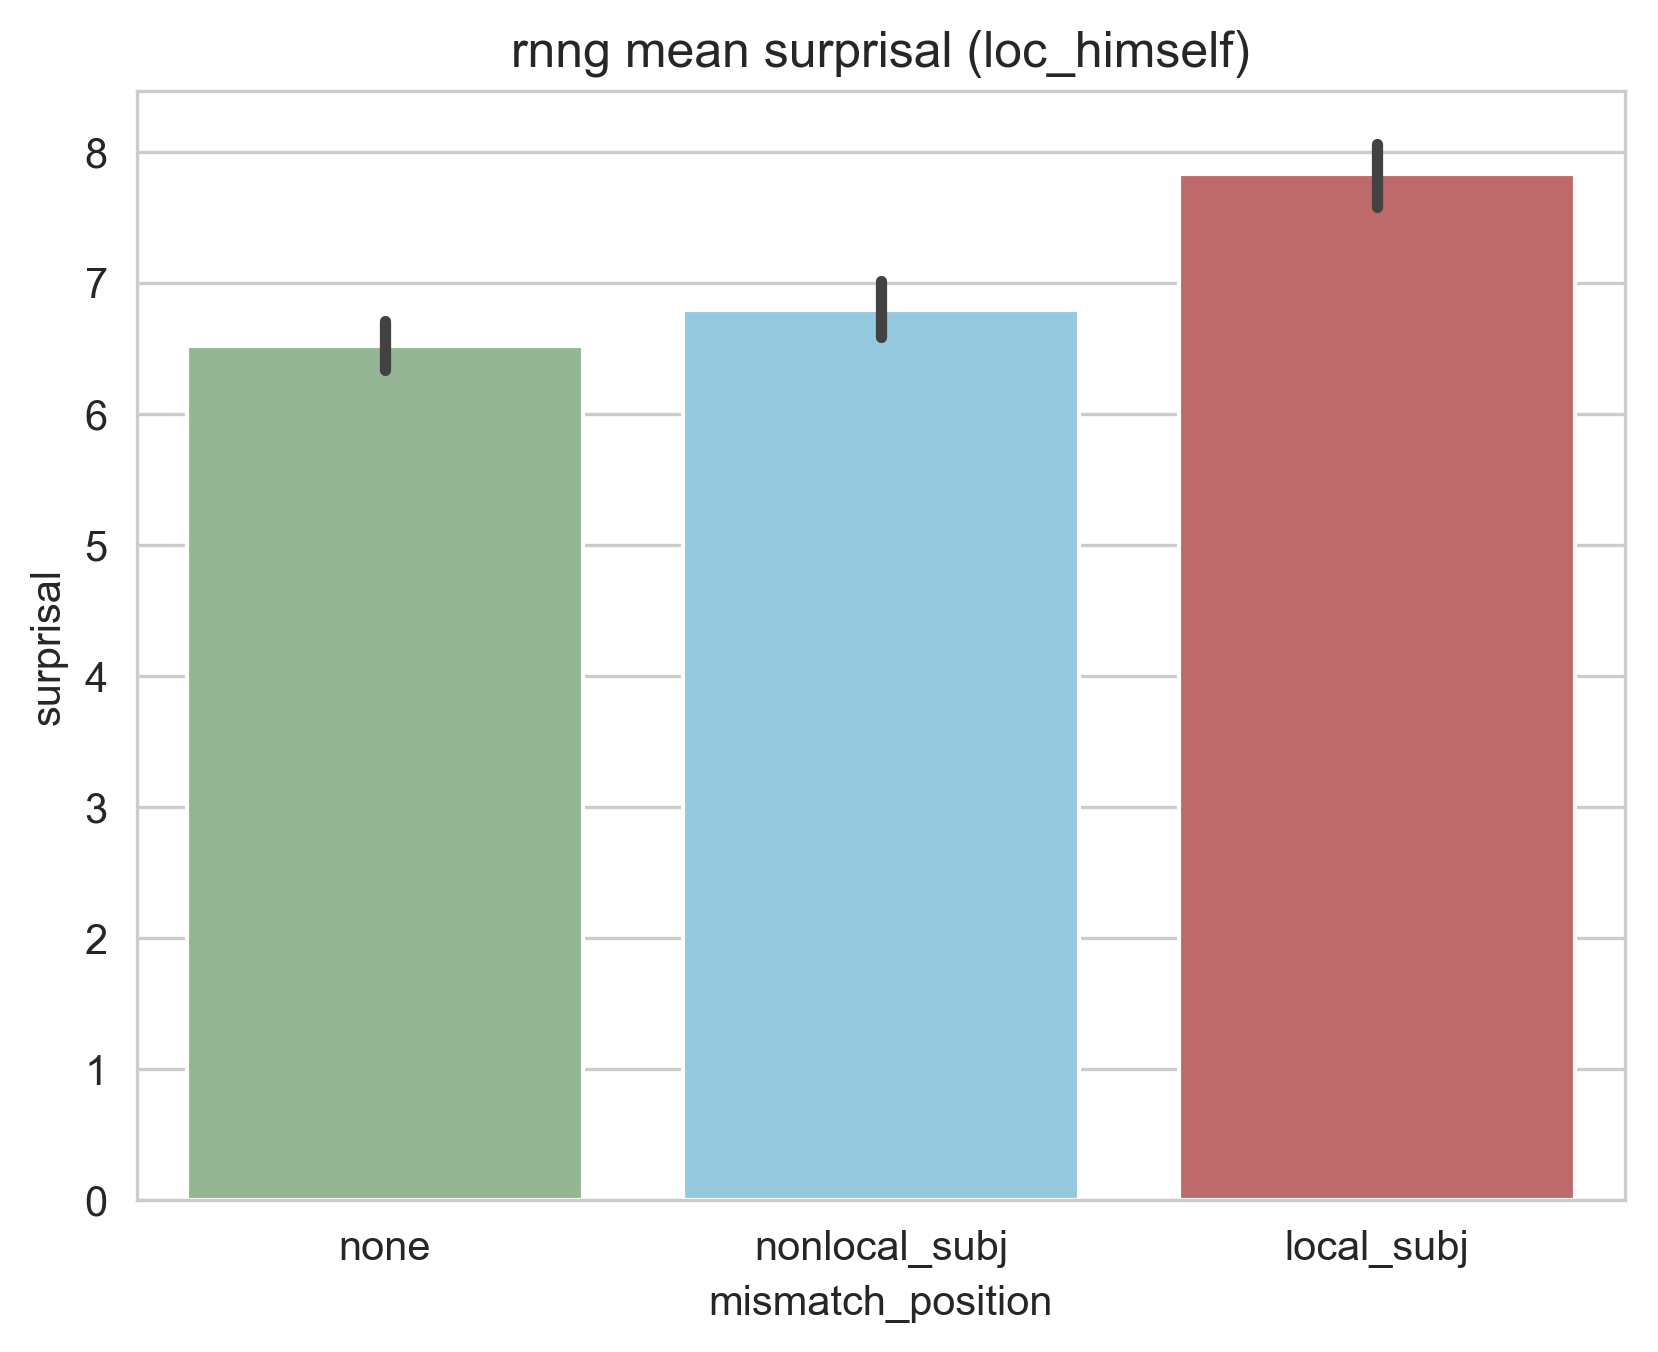 rnng mean surprisal (loc_himself)
8
7
6
5
4
3
2
1
0
surprisal
none nonlocal_subj local_subj
mismatch_position